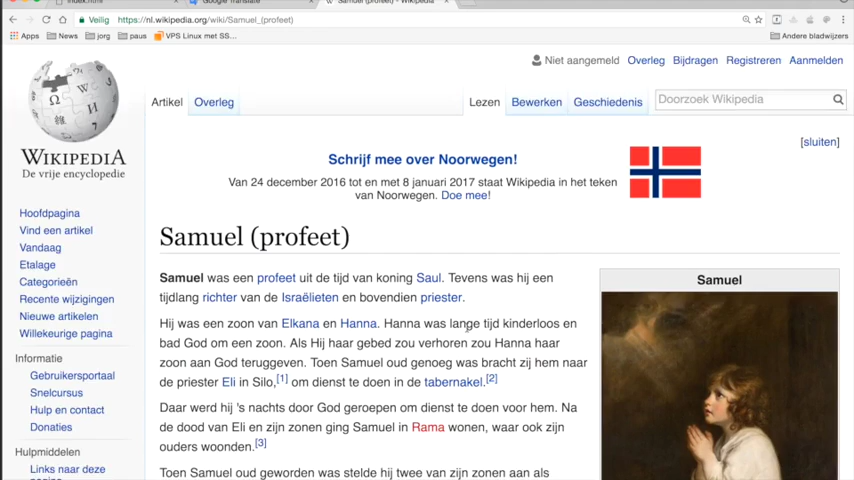 index.html
Google Translate
Samuel (profeet) - Wikipedia
Veilig https://nl.wikipedia.org/wiki/Samuel_(profeet)
Apps News jorg paus VPS Linux met SS… Andere bladwijzers
Niet aangemeld Overleg Bijdragen Registreren Aanmelden
Artikel Overleg Lezen Bewerken Geschiedenis Doorzoek Wikipedia
WIKIPEDIA
De vrije encyclopedie
Hoofdpagina
Vind een artikel
Vandaag
Etalage
Categorieën
Recente wijzigingen
Nieuwe artikelen
Willekeurige pagina
Informatie
Gebruikersportaal
Snelcursus
Hulp en contact
Donaties
Hulpmiddelen
Links naar deze
[sluiten]
Schrijf mee over Noorwegen!
Van 24 december 2016 tot en met 8 januari 2017 staat Wikipedia in het teken
van Noorwegen. Doe mee!
Samuel (profeet)
Samuel was een profeet uit de tijd van koning Saul. Tevens was hij een
tijdlang richter van de Israëlieten en bovendien priester.
Hij was een zoon van Elkana en Hanna. Hanna was lange tijd kinderloos en
bad God om een zoon. Als Hij haar gebed zou verhoren zou Hanna haar
zoon aan God teruggeven. Toen Samuel oud genoeg was bracht zij hem naar
de priester Eli in Silo,[1] om dienst te doen in de tabernakel.[2]
Daar werd hij 's nachts door God geroepen om dienst te doen voor hem. Na
de dood van Eli en zijn zonen ging Samuel in Rama wonen, waar ook zijn
ouders woonden.[3]
Toen Samuel oud geworden was stelde hij twee van zijn zonen aan als
Samuel